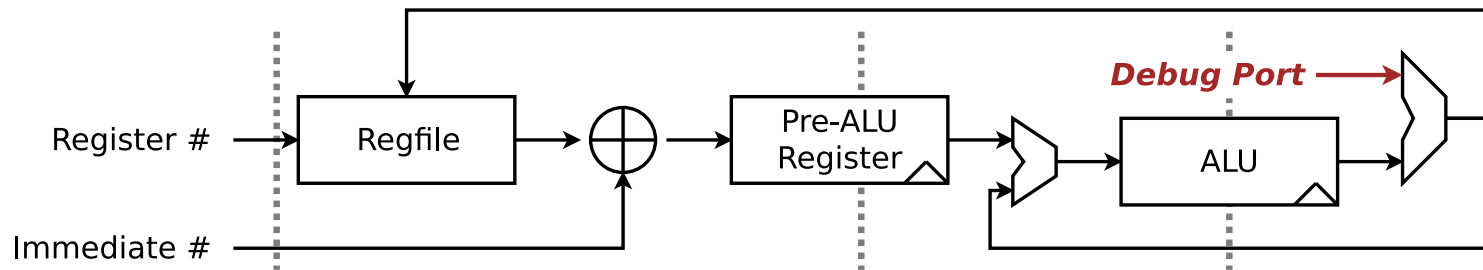 Debug Port
Pre-ALU
Register
Register #
Regfile
ALU
Immediate #